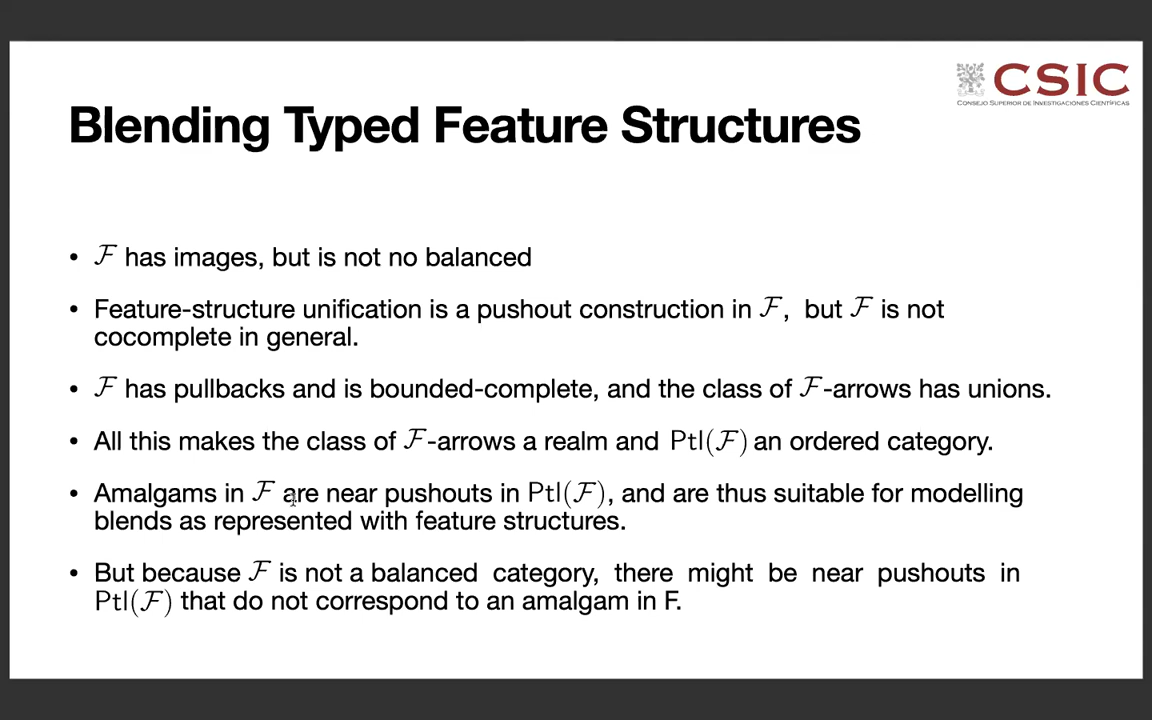 CSIC
CONSEJO SUPERIOR DE INVESTIGACIONES CIENTÍFICAS
Blending Typed Feature Structures
• ℱ has images, but is not no balanced
• Feature-structure unification is a pushout construction in ℱ, but ℱ is not
cocomplete in general.
• ℱ has pullbacks and is bounded-complete, and the class of ℱ-arrows has unions.
• All this makes the class of ℱ-arrows a realm and Ptl(ℱ) an ordered category.
• Amalgams in ℱ are near pushouts in Ptl(ℱ), and are thus suitable for modelling
blends as represented with feature structures.
• But because ℱ is not a balanced category, there might be near pushouts in
Ptl(ℱ) that do not correspond to an amalgam in F.